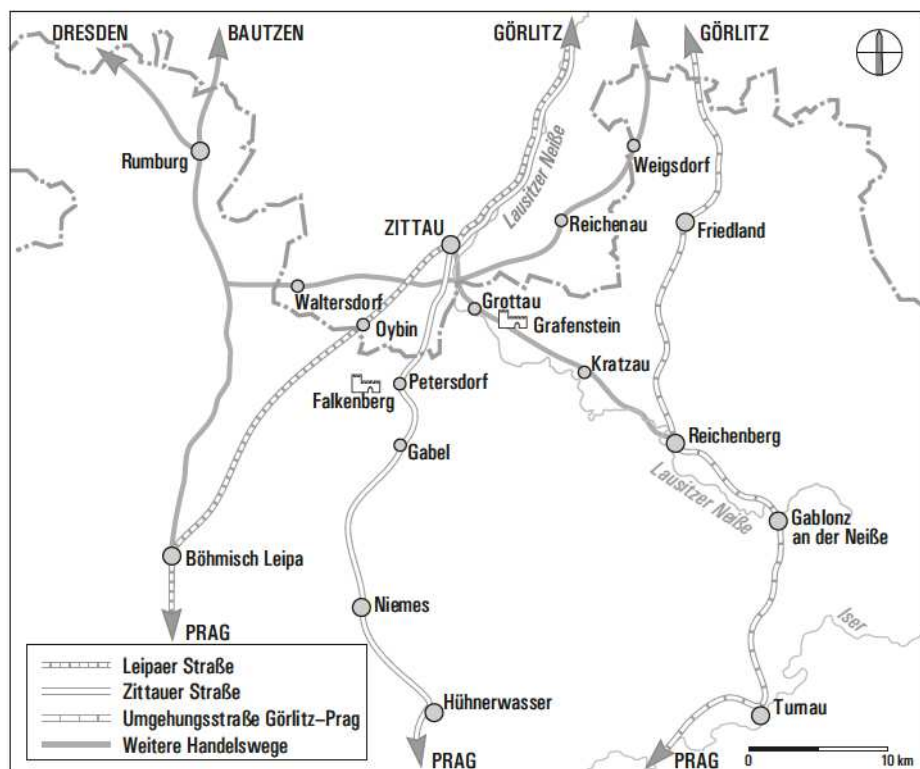 DRESDEN
BAUTZEN
GÖRLITZ
GÖRLITZ
Rumburg
Lausitzer Neiße
Weigsdorf
ZITTAU
Reichenau
Friedland
Waltersdorf
Grottau
Oybin
Grafenstein
Kratzau
Petersdorf
Falkenberg
Gabel
Reichenberg
Lausitzer Neiße
Gablonz
an der Neiße
Böhmisch Leipa
Niemes
Iser
PRAG
Leipaer Straße
Zittauer Straße
Umgehungsstraße Görlitz–Prag
Weitere Handelswege
Hühnerwasser
Turnau
PRAG
PRAG
0
10 km